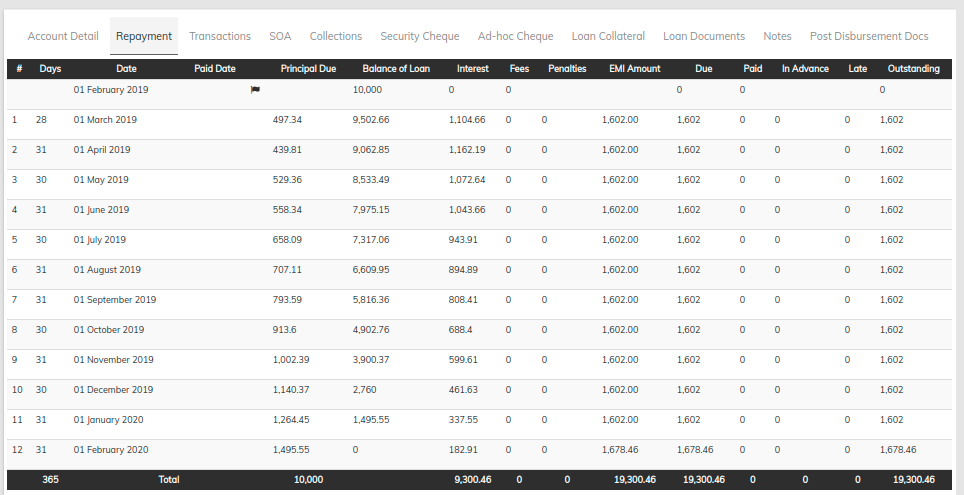 Account Detail Repayment Transactions SOA Collections Security Cheque Ad-hoc Cheque Loan Collateral Loan Documents Notes Post Disbursement Docs
# Days Date Paid Date Principal Due Balance of Loan Interest Fees Penalties EMI Amount Due Paid In Advance Late Outstanding
01 February 2019 10,000 0 0 0 0 0
1 28 01 March 2019 497.34 9,502.66 1,104.66 0 0 1,602.00 1,602 0 0 0 1,602
2 31 01 April 2019 439.81 9,062.85 1,162.19 0 0 1,602.00 1,602 0 0 0 1,602
3 30 01 May 2019 529.36 8,533.49 1,072.64 0 0 1,602.00 1,602 0 0 0 1,602
4 31 01 June 2019 558.34 7,975.15 1,043.66 0 0 1,602.00 1,602 0 0 0 1,602
5 30 01 July 2019 658.09 7,317.06 943.91 0 0 1,602.00 1,602 0 0 0 1,602
6 31 01 August 2019 707.11 6,609.95 894.89 0 0 1,602.00 1,602 0 0 0 1,602
7 31 01 September 2019 793.59 5,816.36 808.41 0 0 1,602.00 1,602 0 0 0 1,602
8 30 01 October 2019 913.6 4,902.76 688.4 0 0 1,602.00 1,602 0 0 0 1,602
9 31 01 November 2019 1,002.39 3,900.37 599.61 0 0 1,602.00 1,602 0 0 0 1,602
10 30 01 December 2019 1,140.37 2,760 461.63 0 0 1,602.00 1,602 0 0 0 1,602
11 31 01 January 2020 1,264.45 1,495.55 337.55 0 0 1,602.00 1,602 0 0 0 1,602
12 31 01 February 2020 1,495.55 0 182.91 0 0 1,678.46 1,678.46 0 0 0 1,678.46
365 Total 10,000 9,300.46 0 0 19,300.46 19,300.46 0 0 0 19,300.46